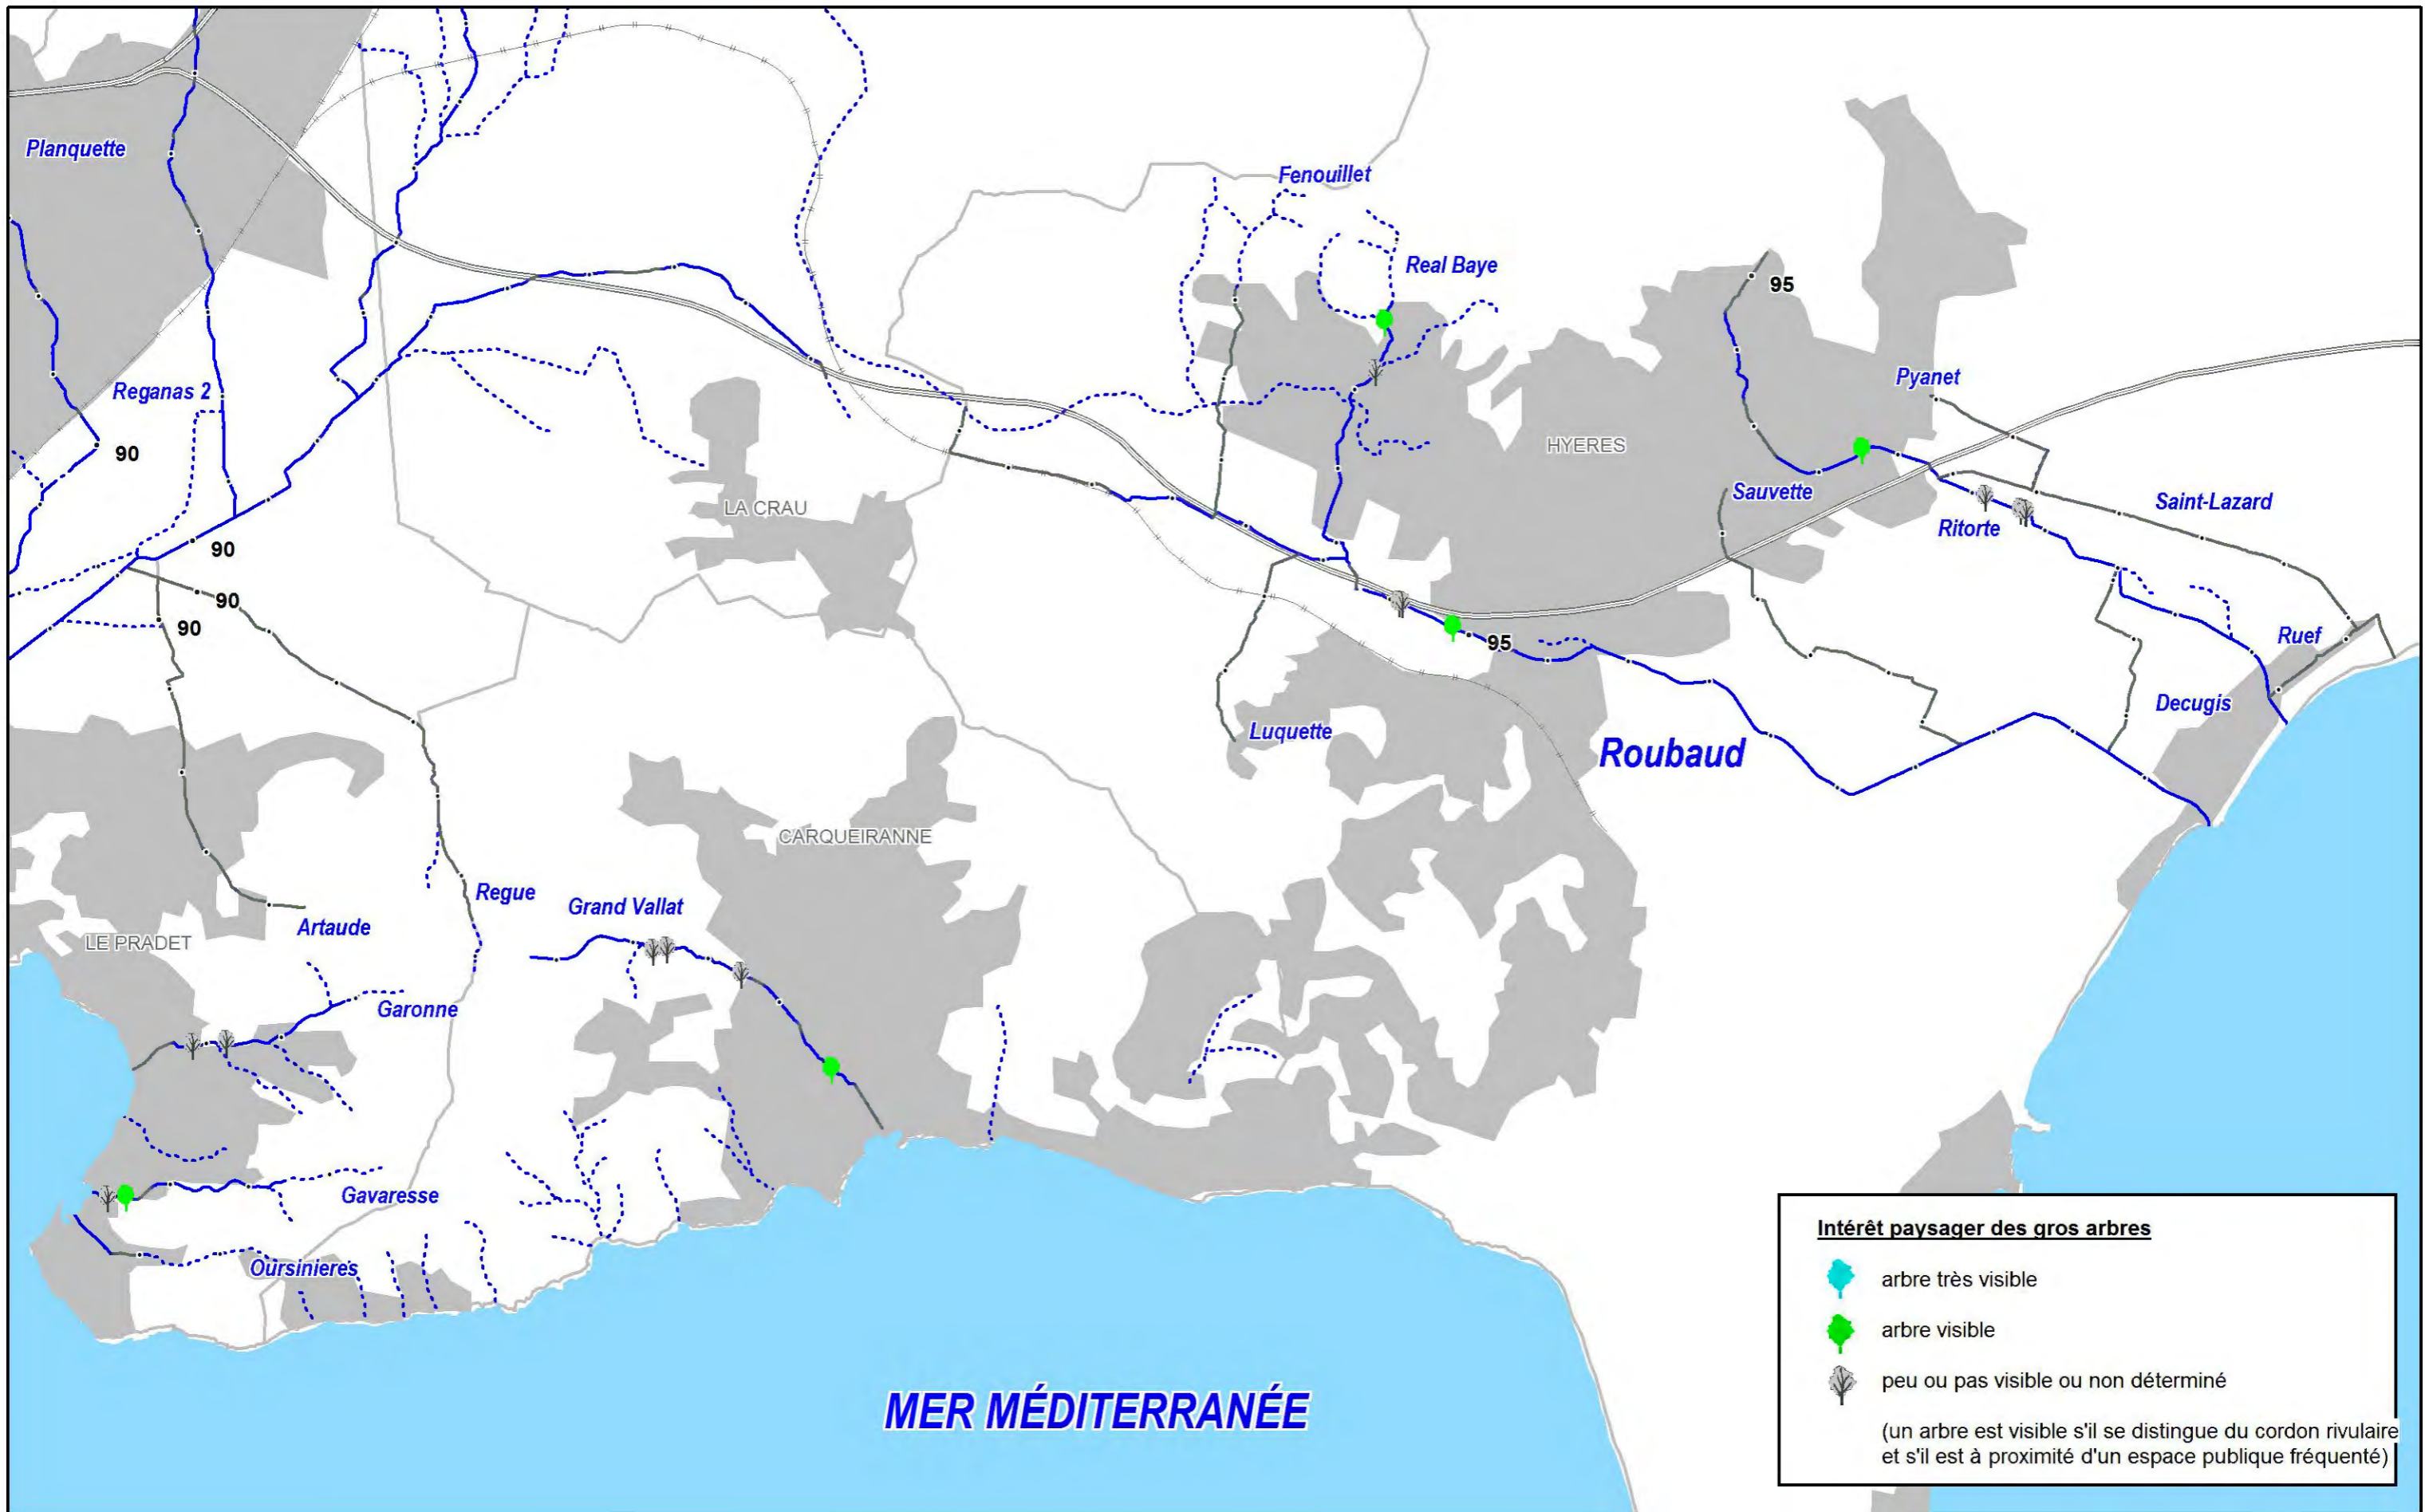 Planquette
Fenouillet
Real Baye
95
Pyanet
Reganas 2
90
HYERES
Sauvette
Saint-Lazard
LA CRAU
Ritorte
90
90
90
95
Ruef
Decugis
Luquette
Roubaud
CARQUEIRANNE
Regue
Grand Vallat
Artaude
LE PRADET
Garonne
Gavaresse
Oursinieres
MER MÉDITERRANÉE
Intérêt paysager des gros arbres
arbre très visible
arbre visible
peu ou pas visible ou non déterminé
(un arbre est visible s'il se distingue du cordon rivulaire
et s'il est à proximité d'un espace publique fréquenté)